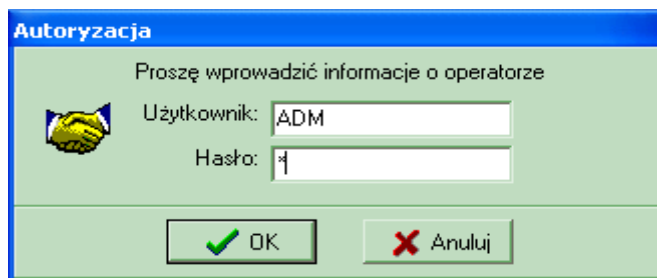 Autoryzacja
Proszę wprowadzić informacje o operatorze
Użytkownik: ADM
Hasło: *
OK Anuluj